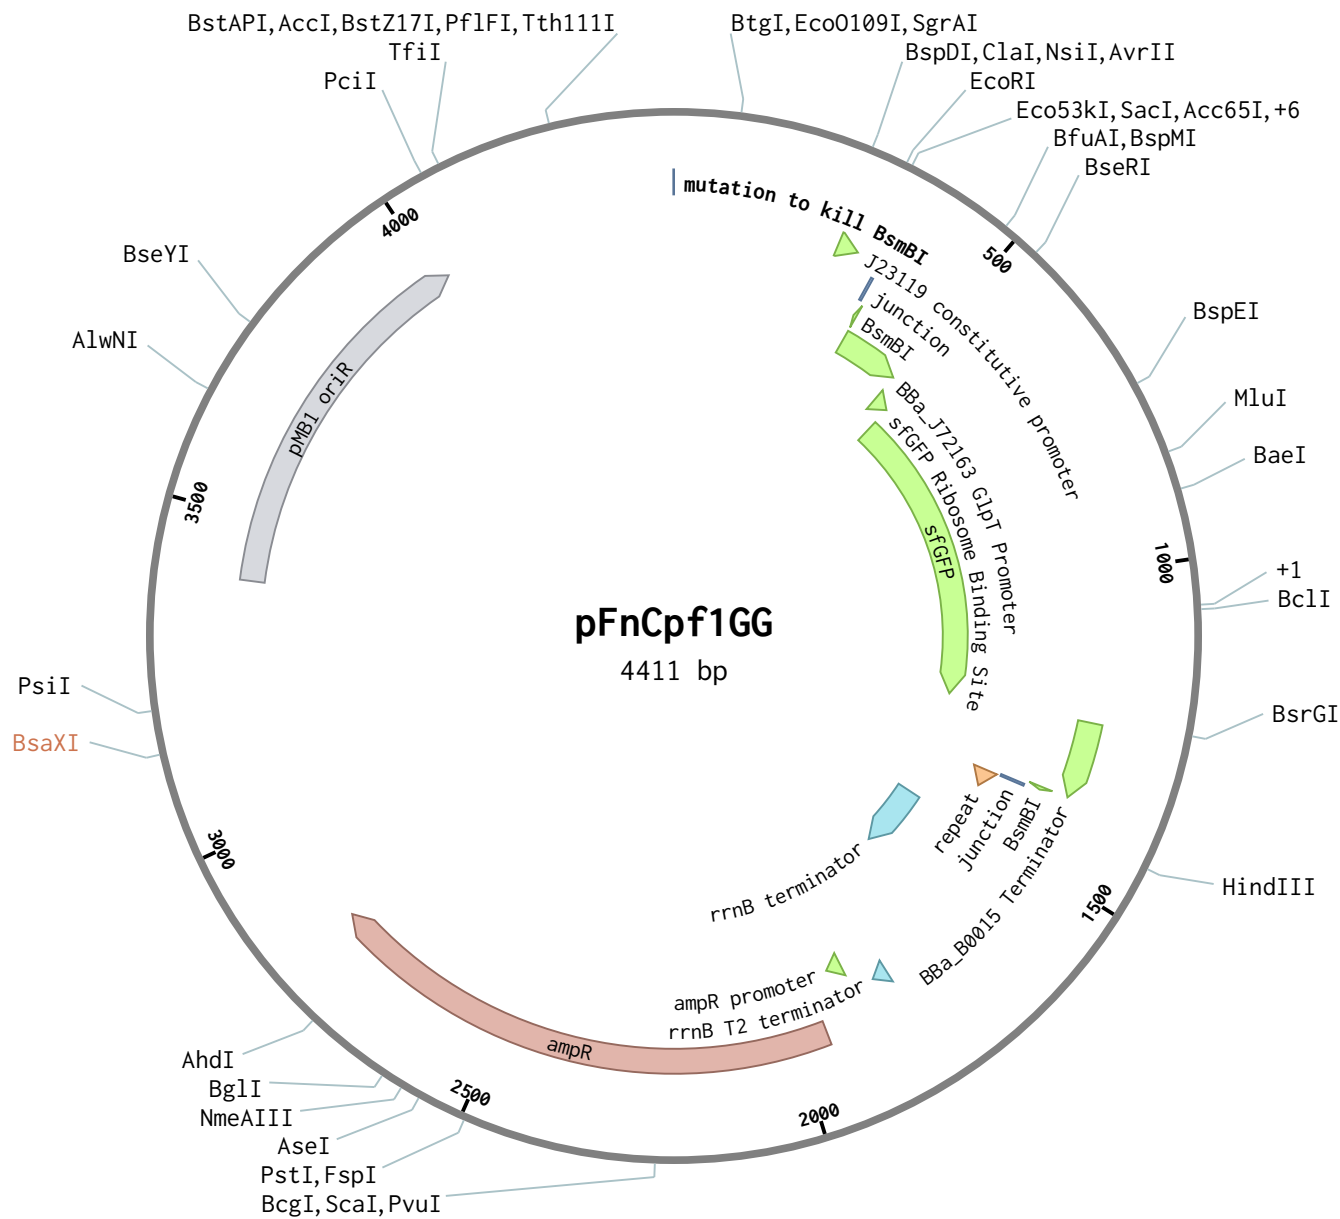 BstAPI,AccI,BstZ17I,PflFI,Tth111I
TfiI
PciI
BtgI,EcoO109I,SgrAI
BspDI,ClaI,NsiI,AvrII
EcoRI
Eco53kI,SacI,Acc65I,+6
BfuAI,BspMI
BseRI
mutation to kill BsmBI
J23119 constitutive promoter
junction
BsmBI
BBa_J72163 GlpT Promoter
sfGFP Ribosome Binding Site
sfGFP
4000
500
BseYI
AlwNI
BspEI
MluI
BaeI
pMB1 oriR
3500
1000
+1
BclI
pFnCpf1GG
4411 bp
PsiI
BsaXI
BsrGI
repeat
junction
BsmBI
BBa_B0015 Terminator
rrnB terminator
3000
HindIII
1500
ampR promoter
rrnB T2 terminator
ampR
AhdI
BglI
NmeAIII
AseI
PstI,FspI
BcgI,ScaI,PvuI
2500
2000